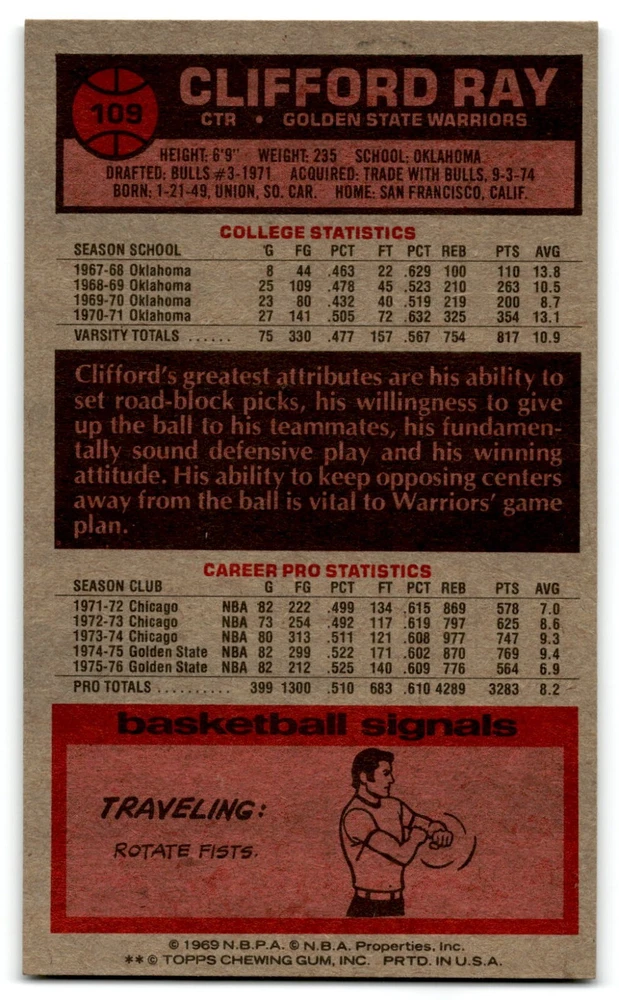 109
CLIFFORD RAY
CTR • GOLDEN STATE WARRIORS
HEIGHT: 6'9" WEIGHT: 235 SCHOOL: OKLAHOMA
DRAFTED: BULLS #3-1971 ACQUIRED: TRADE WITH BULLS, 9-3-74
BORN: 1-21-49, UNION, SO. CAR. HOME: SAN FRANCISCO, CALIF.
COLLEGE STATISTICS
SEASON SCHOOL G FG PCT FT PCT REB PTS AVG
1967-68 Oklahoma 8 44 .463 22 .629 100 110 13.8
1968-69 Oklahoma 25 109 .478 45 .523 210 263 10.5
1969-70 Oklahoma 23 80 .432 40 .519 219 200 8.7
1970-71 Oklahoma 27 141 .505 72 .632 325 354 13.1
VARSITY TOTALS ...... 75 330 .477 157 .567 754 817 10.9
Clifford's greatest attributes are his ability to
set road-block picks, his willingness to give
up the ball to his teammates, his fundamen-
tally sound defensive play and his winning
attitude. His ability to keep opposing centers
away from the ball is vital to Warriors' game
plan.
CAREER PRO STATISTICS
SEASON CLUB G FG PCT FT PCT REB PTS AVG
1971-72 Chicago NBA 82 222 .499 134 .615 869 578 7.0
1972-73 Chicago NBA 73 254 .492 117 .619 797 625 8.6
1973-74 Chicago NBA 80 313 .511 121 .608 977 747 9.3
1974-75 Golden State NBA 82 299 .522 171 .602 870 769 9.4
1975-76 Golden State NBA 82 212 .525 140 .609 776 564 6.9
PRO TOTALS .......... 399 1300 .510 683 .610 4289 3283 8.2
basketball signals
TRAVELING:
ROTATE FISTS.
© 1969 N.B.P.A. © N.B.A. Properties, Inc.
** © TOPPS CHEWING GUM, INC. PRTD. IN U.S.A.